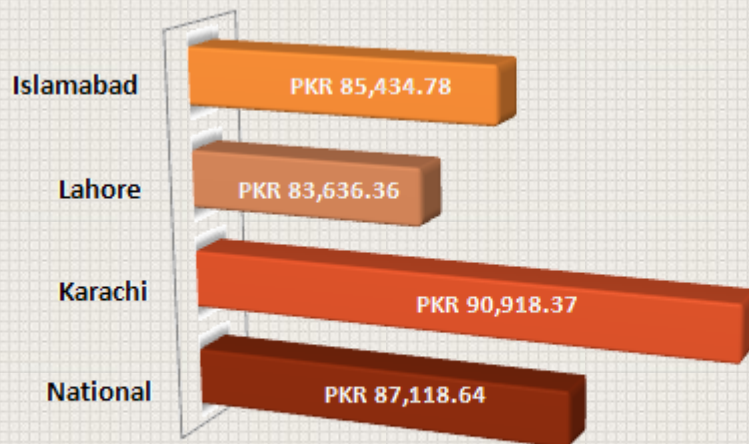 Islamabad PKR 85,434.78
Lahore PKR 83,636.36
Karachi PKR 90,918.37
National PKR 87,118.64